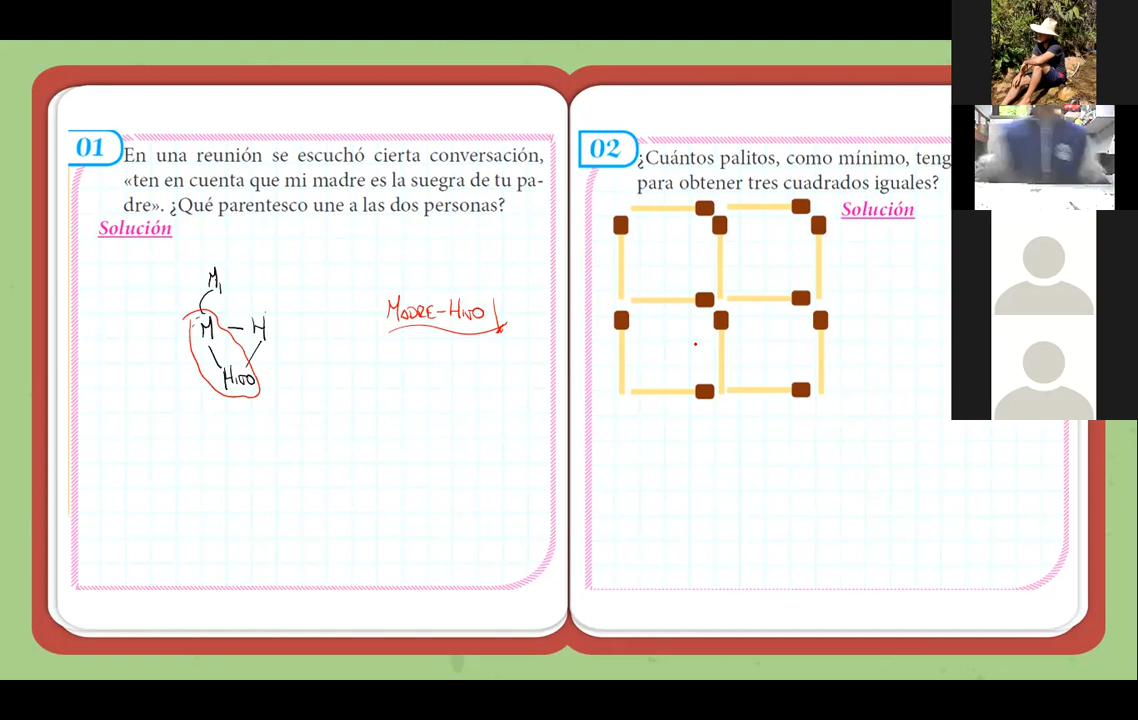 01
En una reunión se escuchó cierta conversación,
«ten en cuenta que mi madre es la suegra de tu pa-
dre». ¿Qué parentesco une a las dos personas?
Solución
M1
M — H
HIJO
MADRE-HIJO
02
¿Cuántos palitos, como mínimo, teng
para obtener tres cuadrados iguales?
Solución